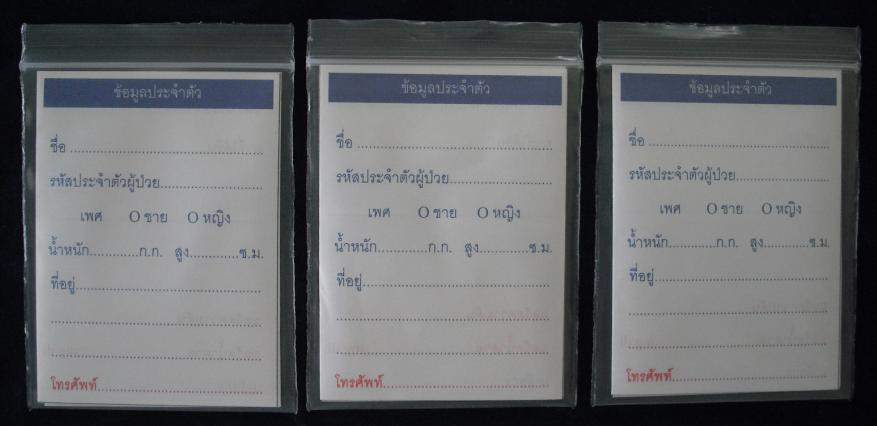 ข้อมูลประจำตัว
ชื่อ ........................................................
รหัสประจำตัวผู้ป่วย..........................
เพศ O ชาย O หญิง
น้ำหนัก.............ก.ก. สูง.............ซ.ม.
ที่อยู่..................................................
........................................................
........................................................
โทรศัพท์............................................
ข้อมูลประจำตัว
ชื่อ ........................................................
รหัสประจำตัวผู้ป่วย..........................
เพศ O ชาย O หญิง
น้ำหนัก.............ก.ก. สูง.............ซ.ม.
ที่อยู่..................................................
........................................................
........................................................
โทรศัพท์............................................
ข้อมูลประจำตัว
ชื่อ ........................................................
รหัสประจำตัวผู้ป่วย..........................
เพศ O ชาย O หญิง
น้ำหนัก.............ก.ก. สูง.............ซ.ม.
ที่อยู่..................................................
........................................................
........................................................
โทรศัพท์............................................